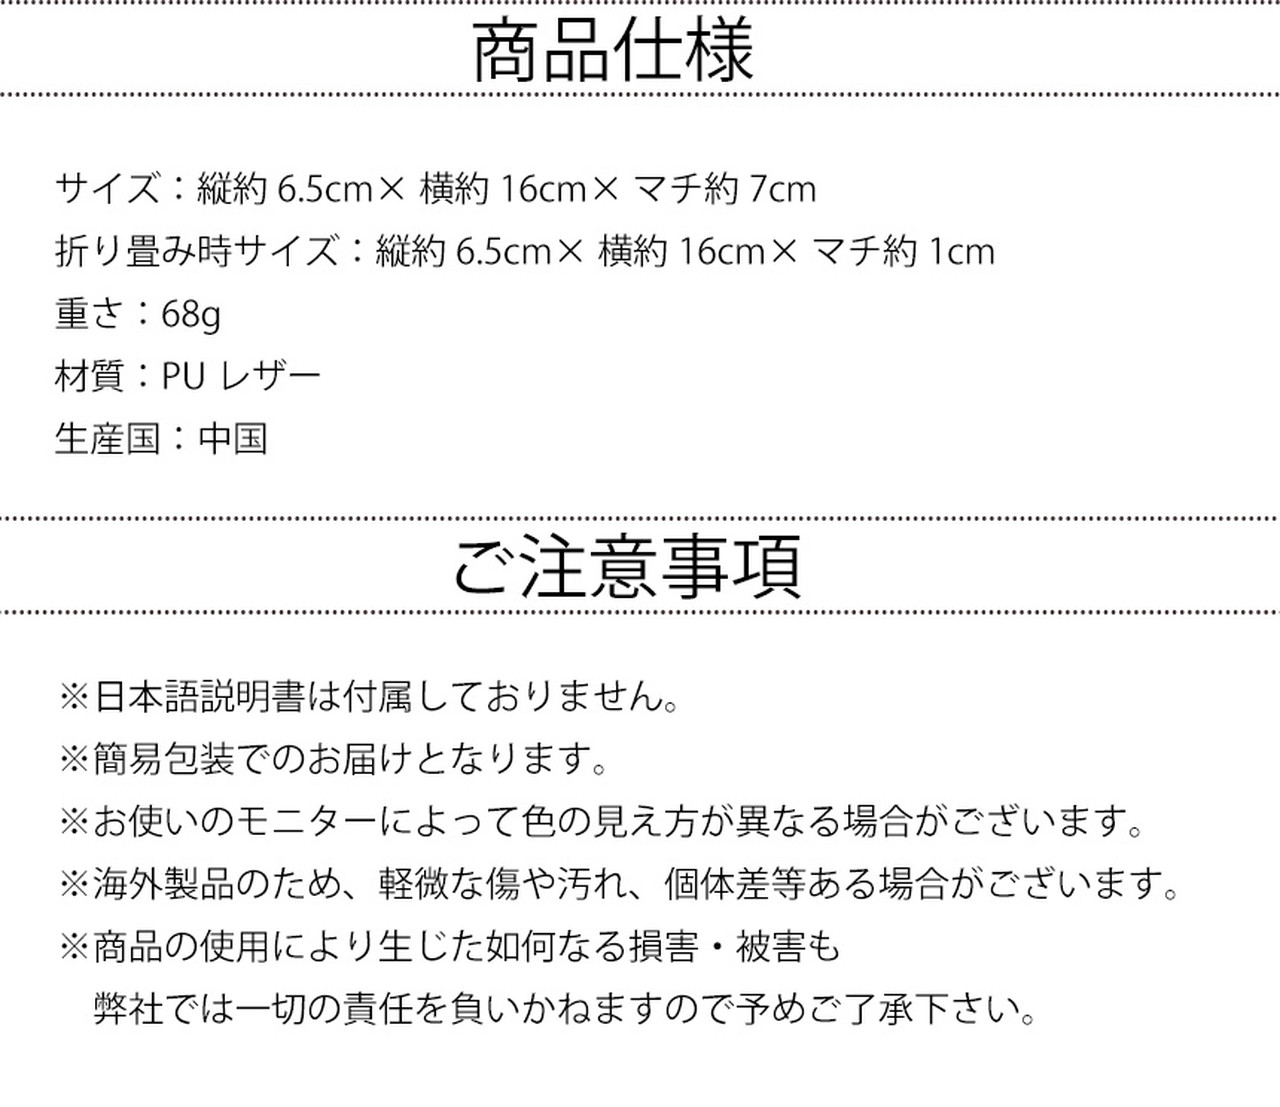 商品仕様
サイズ：縦約 6.5cm× 横約 16cm× マチ約 7cm
折り畳み時サイズ：縦約 6.5cm× 横約 16cm× マチ約 1cm
重さ：68g
材質：PU レザー
生産国：中国
ご注意事項
※日本語説明書は付属しておりません。
※簡易包装でのお届けとなります。
※お使いのモニターによって色の見え方が異なる場合がございます。
※海外製品のため、軽微な傷や汚れ、個体差等ある場合がございます。
※商品の使用により生じた如何なる損害・被害も
弊社では一切の責任を負いかねますので予めご了承下さい。